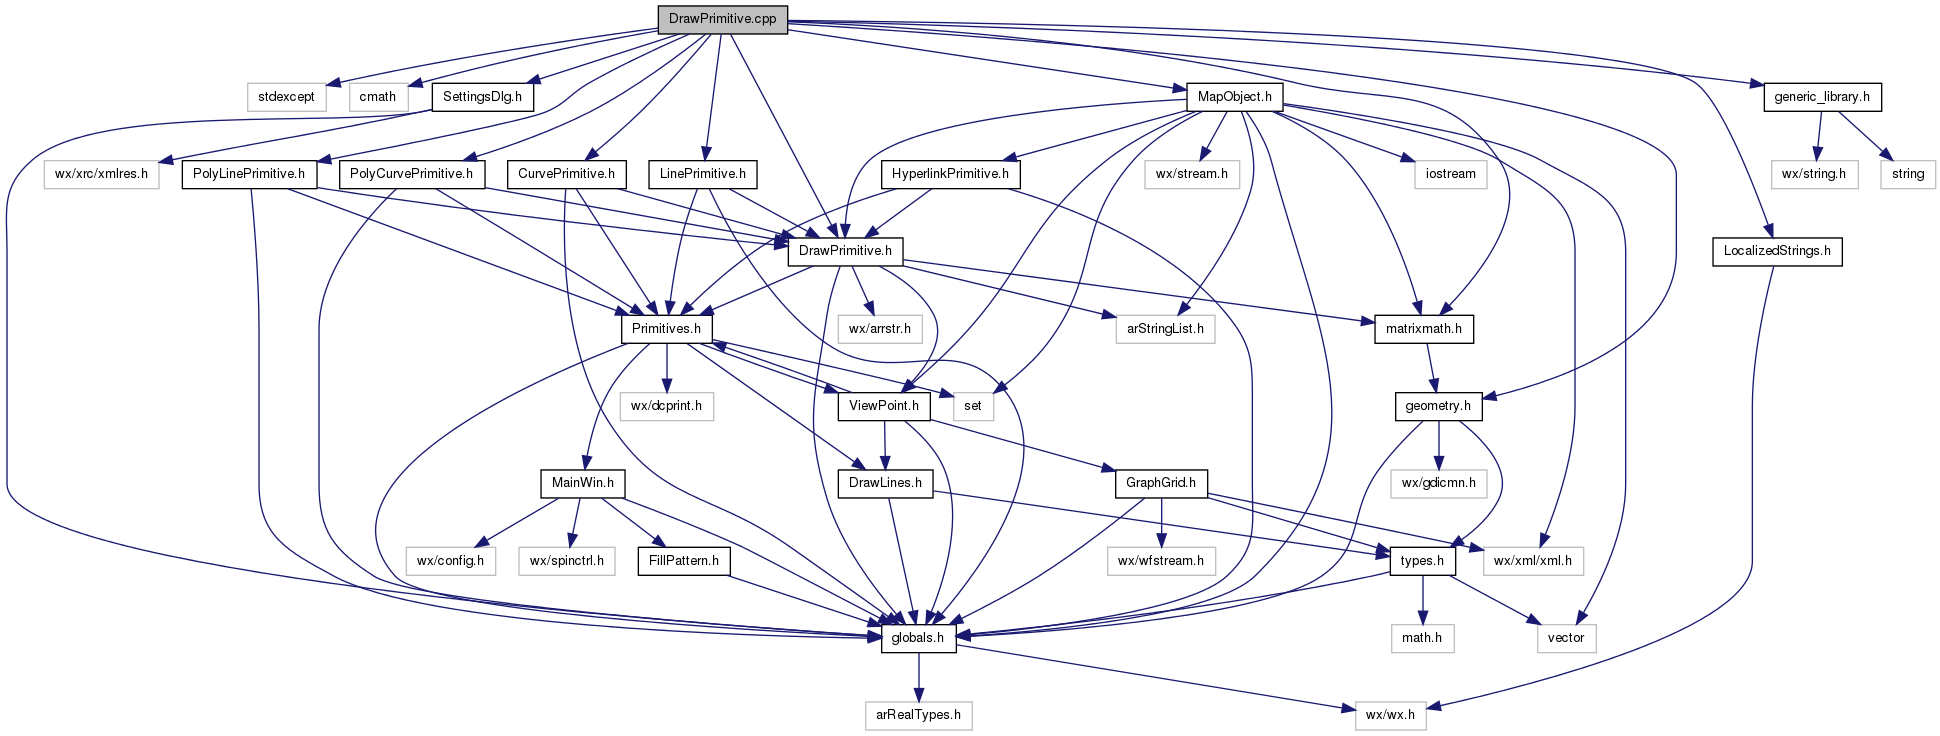 DrawPrimitive.cpp
stdexcept
cmath
SettingsDlg.h
MapObject.h
generic_library.h
wx/xrc/xmlres.h
PolyLinePrimitive.h
PolyCurvePrimitive.h
CurvePrimitive.h
LinePrimitive.h
HyperlinkPrimitive.h
wx/stream.h
iostream
wx/string.h
string
DrawPrimitive.h
LocalizedStrings.h
Primitives.h
wx/arrstr.h
arStringList.h
matrixmath.h
wx/dcprint.h
ViewPoint.h
set
geometry.h
MainWin.h
DrawLines.h
GraphGrid.h
wx/gdicmn.h
wx/config.h
wx/spinctrl.h
FillPattern.h
wx/wfstream.h
types.h
wx/xml/xml.h
globals.h
math.h
vector
arRealTypes.h
wx/wx.h